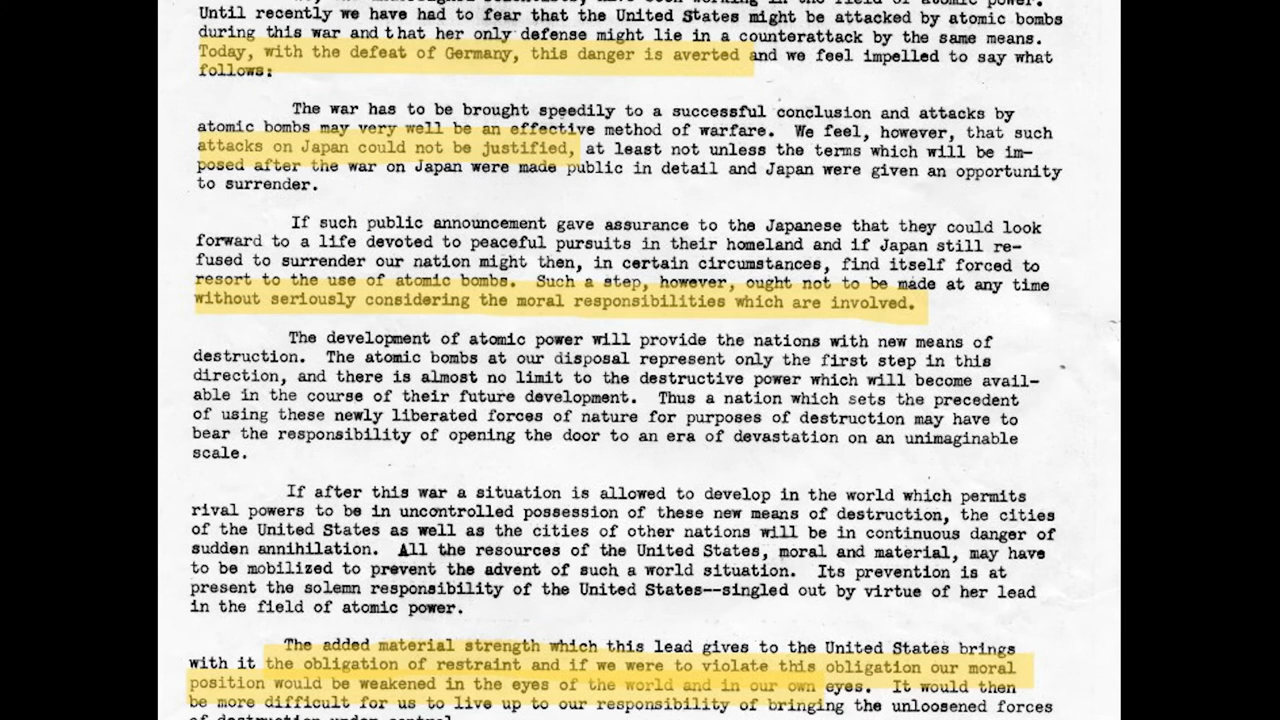 have been working in the field of atomic power.
Until recently we have had to fear that the United States might be attacked by atomic bombs
during this war and that her only defense might lie in a counterattack by the same means.
Today, with the defeat of Germany, this danger is averted and we feel impelled to say what
follows:
The war has to be brought speedily to a successful conclusion and attacks by
atomic bombs may very well be an effective method of warfare. We feel, however, that such
attacks on Japan could not be justified, at least not unless the terms which will be im-
posed after the war on Japan were made public in detail and Japan were given an opportunity
to surrender.
If such public announcement gave assurance to the Japanese that they could look
forward to a life devoted to peaceful pursuits in their homeland and if Japan still re-
fused to surrender our nation might then, in certain circumstances, find itself forced to
resort to the use of atomic bombs. Such a step, however, ought not to be made at any time
without seriously considering the moral responsibilities which are involved.
The development of atomic power will provide the nations with new means of
destruction. The atomic bombs at our disposal represent only the first step in this
direction, and there is almost no limit to the destructive power which will become avail-
able in the course of their future development. Thus a nation which sets the precedent
of using these newly liberated forces of nature for purposes of destruction may have to
bear the responsibility of opening the door to an era of devastation on an unimaginable
scale.
If after this war a situation is allowed to develop in the world which permits
rival powers to be in uncontrolled possession of these new means of destruction, the cities
of the United States as well as the cities of other nations will be in continuous danger of
sudden annihilation. All the resources of the United States, moral and material, may have
to be mobilized to prevent the advent of such a world situation. Its prevention is at
present the solemn responsibility of the United States--singled out by virtue of her lead
in the field of atomic power.
The added material strength which this lead gives to the United States brings
with it the obligation of restraint and if we were to violate this obligation our moral
position would be weakened in the eyes of the world and in our own eyes. It would then
be more difficult for us to live up to our responsibility of bringing the unloosened forces
of destruction under control.